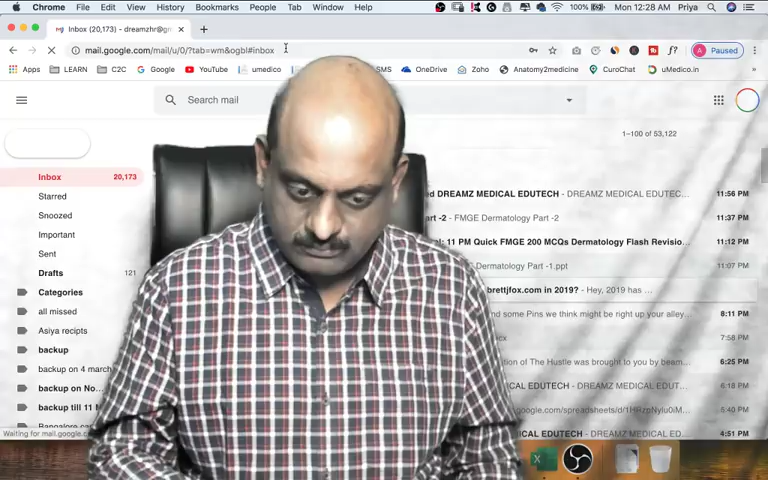 Chrome File Edit View History Bookmarks People Tab Window Help 100% Mon 12:28 AM Priya
Inbox (20,173) - dreamzhr@g
mail.google.com/mail/u/0/?tab=wm&ogbl#inbox
A Paused
Apps LEARN C2C Google YouTube umedico SMS OneDrive Zoho Anatomy2medicine CuroChat uMedico.in
Search mail
1–100 of 53,122
Inbox 20,173
Starred
Snoozed
Important
Sent
Drafts 121
Categories
all missed
Asiya recipts
backup
backup on 4 march
backup on No...
backup till 11
ed DREAMZ MEDICAL EDUTECH - DREAMZ MEDICAL EDUTEC... 11:56 PM
art -2 - FMGE Dermatology Part -2 11:37 PM
11 PM Quick FMGE 200 MCQs Dermatology Flash Revisio... 11:12 PM
Dermatology Part -1.ppt 11:07 PM
brettjfox.com in 2019? - Hey, 2019 has ...
nd some Pins we think might be right up your alley... 8:11 PM
7:58 PM
tion of The Hustle was brought to you by beam... 6:25 PM
CAL EDUTECH - DREAMZ MEDICAL EDUTEC... 6:18 PM
5:40 PM
ICAL EDUTECH - DREAMZ MEDICAL ED... 4:51 PM
Waiting for mail.google.c